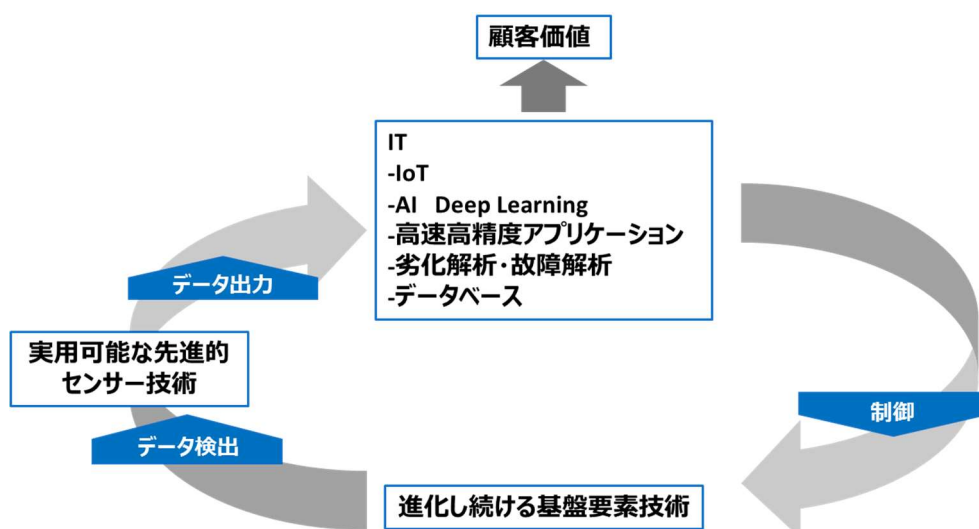 顧客価値
IT
-IoT
-AI Deep Learning
-高速高精度アプリケーション
-劣化解析・故障解析
-データベース
データ出力
実用可能な先進的
センサー技術
制御
データ検出
進化し続ける基盤要素技術